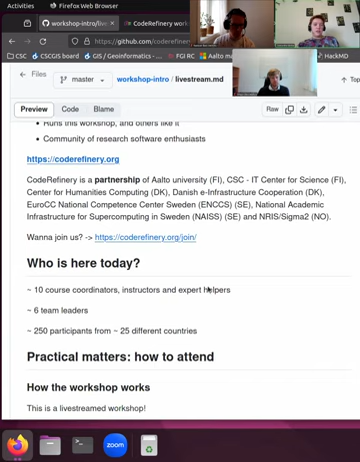 Activities
Firefox Web Browser
workshop-intro/live
CodeRefinery work
https://github.com/coderefiner
CSC
CSCGIS board
GIS / Geoinformatics -
FGI RC
Aalto ma
HackMD
Files
master
workshop-intro / livestream.md
Top
Preview
Code
Blame
Raw
Runs this workshop, and others like it
Community of research software enthusiasts
https://coderefinery.org
CodeRefinery is a partnership of Aalto university (FI), CSC - IT Center for Science (FI),
Center for Humanities Computing (DK), Danish e-Infrastructure Cooperation (DK),
EuroCC National Competence Center Sweden (ENCCS) (SE), National Academic
Infrastructure for Supercomputing in Sweden (NAISS) (SE) and NRIS/Sigma2 (NO).
Wanna join us? -> https://coderefinery.org/join/
Who is here today?
~ 10 course coordinators, instructors and expert helpers
~ 6 team leaders
~ 250 participants from ~ 25 different countries
Practical matters: how to attend
How the workshop works
This is a livestreamed workshop!
zoom